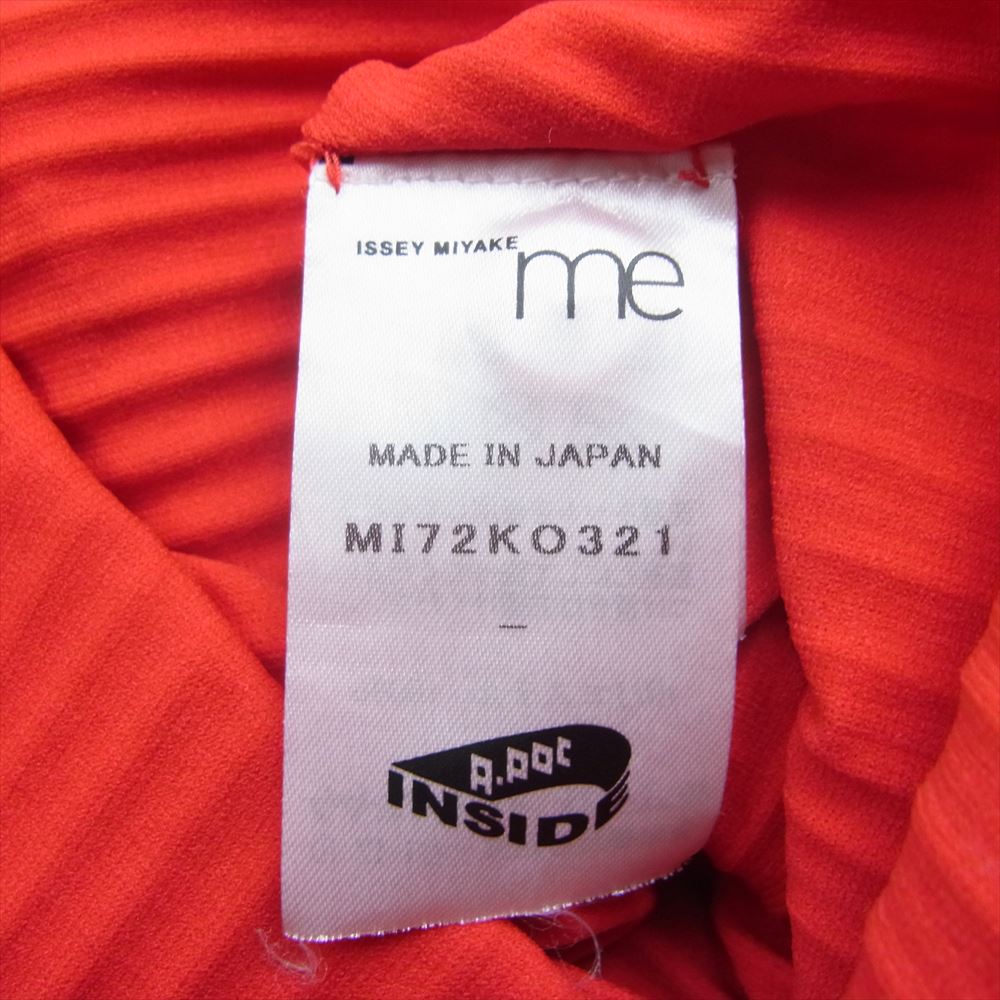 ISSEY MIYAKE me
MADE IN JAPAN
MI72KO321
–
A.POC
INSIDE